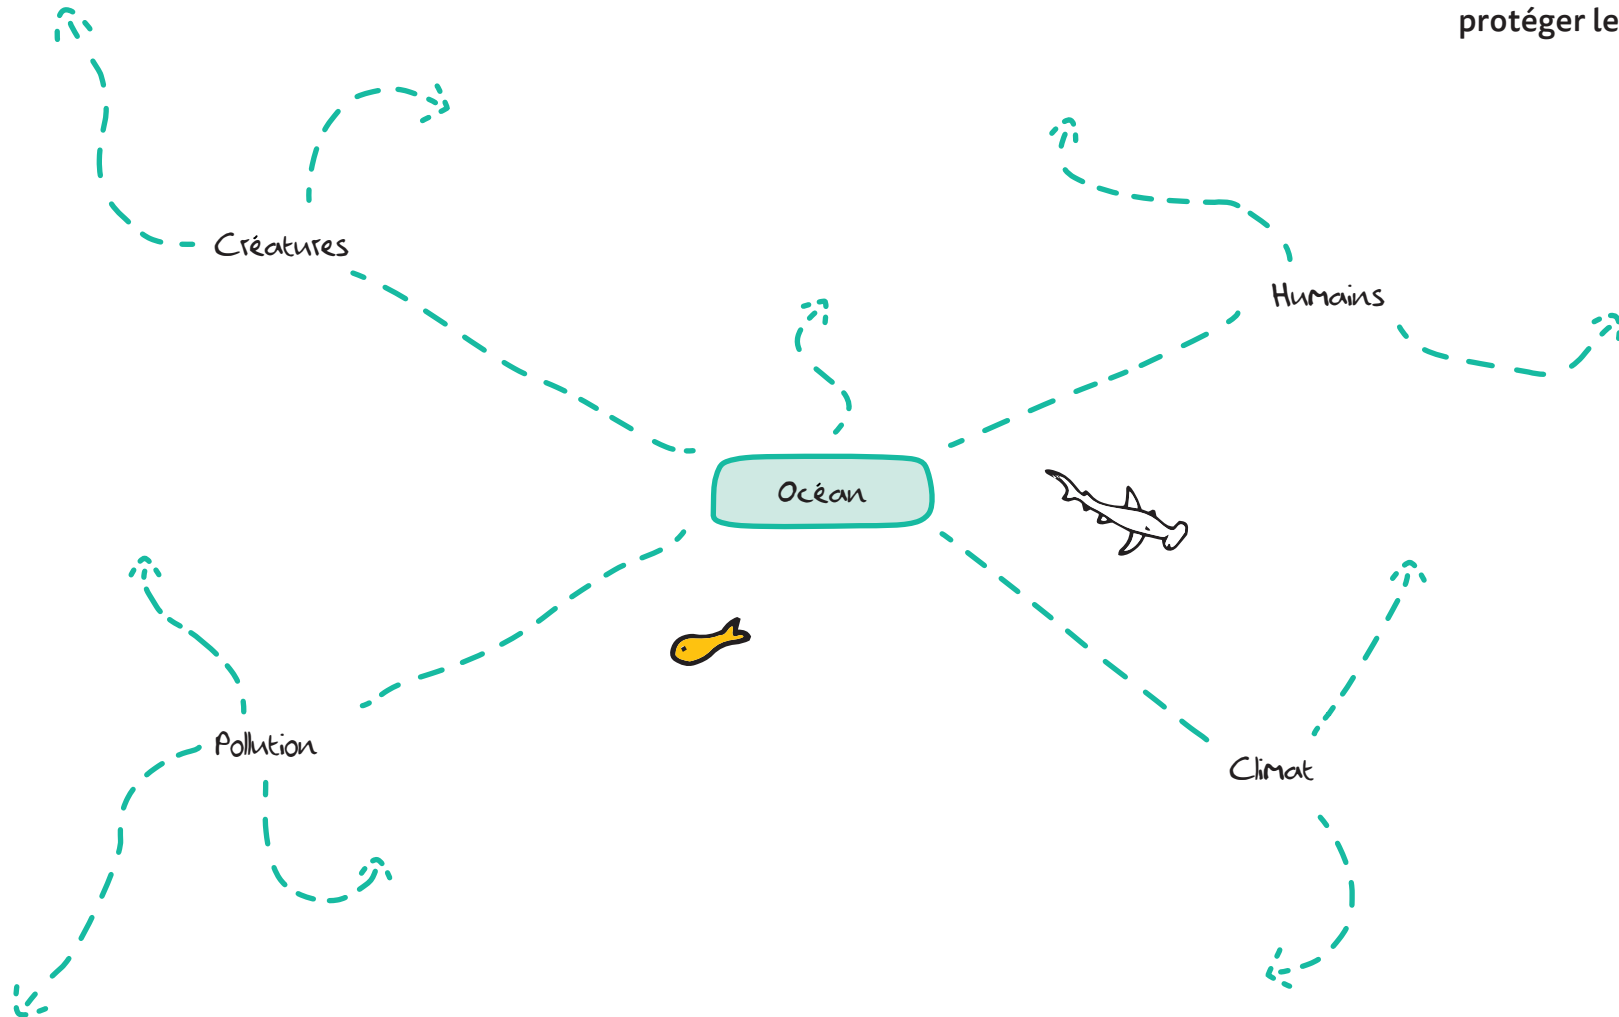 protéger le
Créatures
Humains
Océan
Pollution
Climat